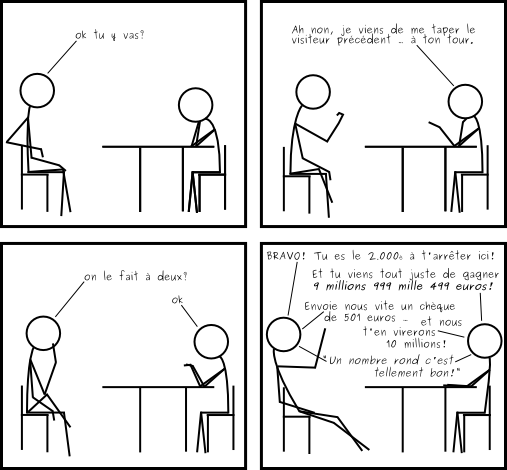 ok tu y vas?
Ah non, je viens de me taper le
visiteur précédent … à ton tour.
on le fait à deux?
ok
BRAVO! Tu es le 2.000e à t'arrêter ici!
Et tu viens tout juste de gagner
9 millions 999 mille 499 euros!
Envoie nous vite un chèque
de 501 euros … et nous
t'en virerons
10 millions!
"Un nombre rond c'est
tellement bon!"